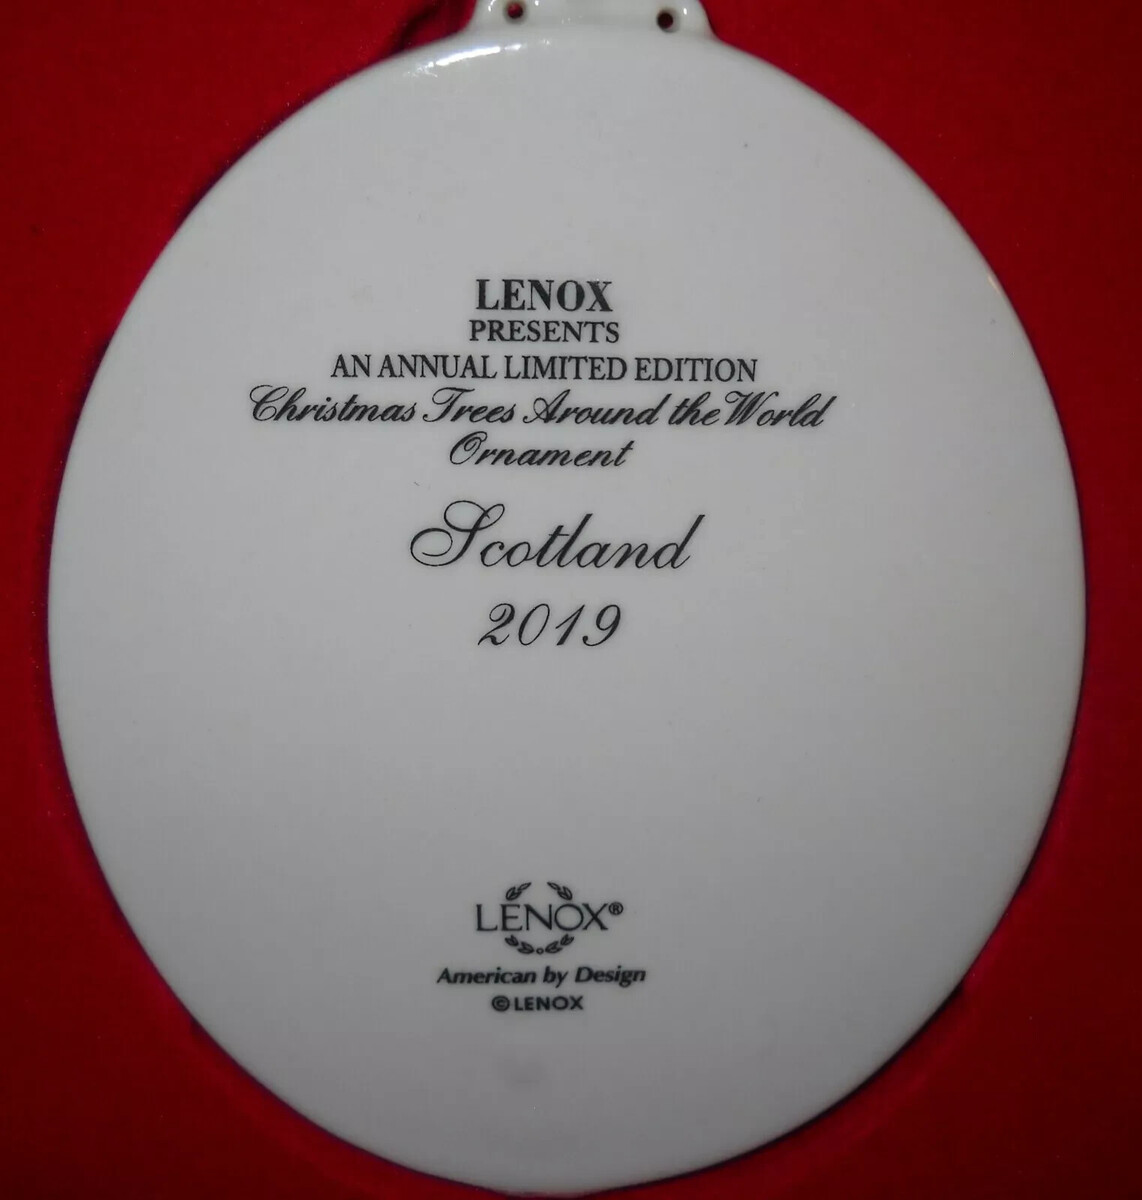 LENOX
PRESENTS
AN ANNUAL LIMITED EDITION
Christmas Trees Around the World
Ornament
Scotland
2019
LENOX®
American by Design
©LENOX